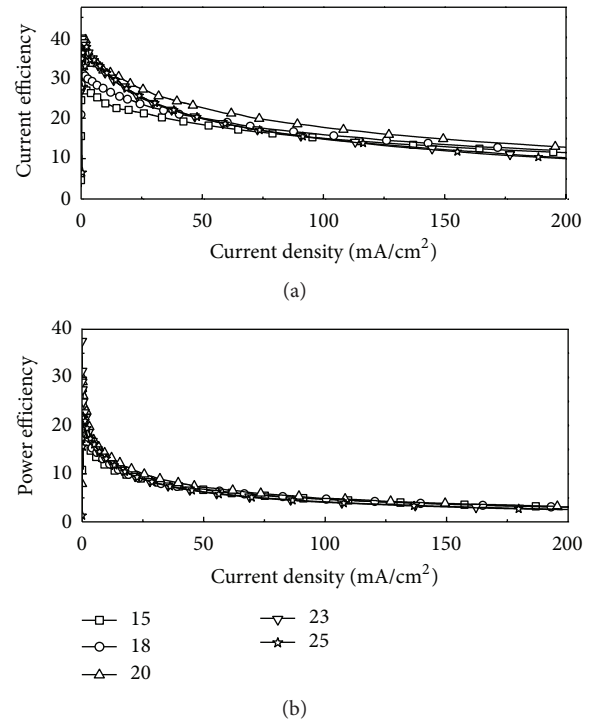 Current efficiency
40
30
20
10
0
0 50 100 150 200
Current density (mA/cm²)
(a)
Power efficiency
40
30
20
10
0
0 50 100 150 200
Current density (mA/cm²)
15
18
20
23
25
(b)